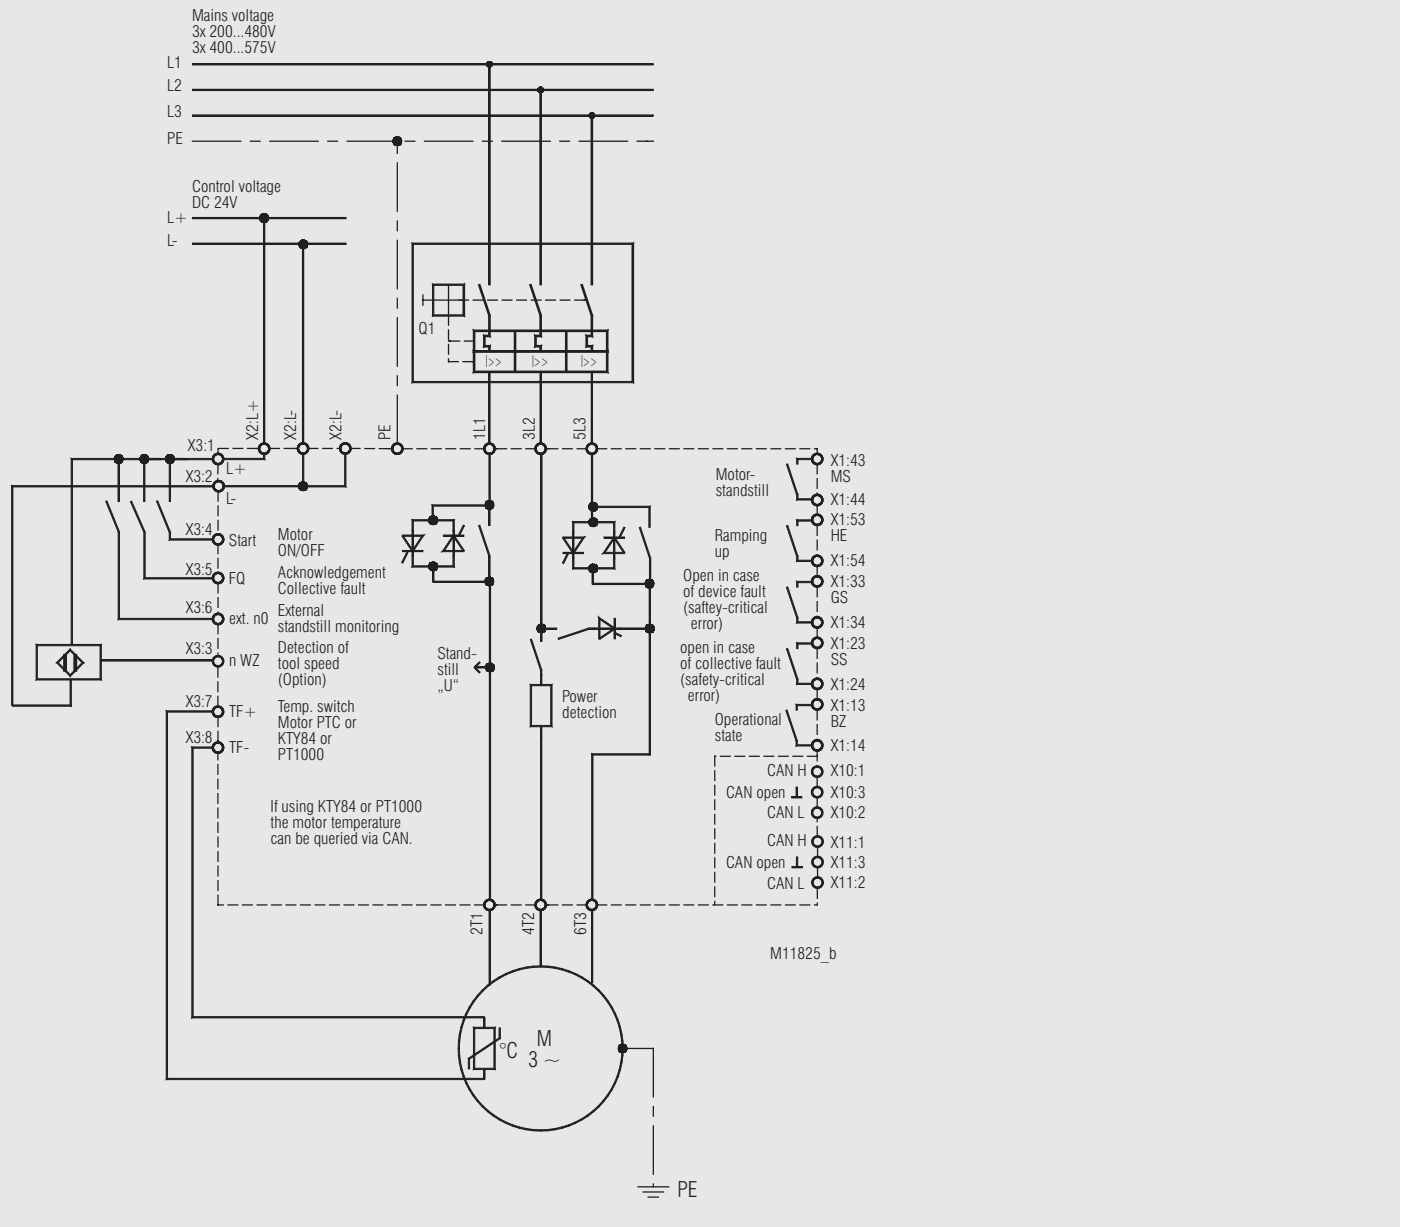 Mains voltage
3x 200...480V
3x 400...575V
L1
L2
L3
PE
Control voltage
DC 24V
L+
L-
Q1
I>> I>> I>>
X2:L+
X2:L-
X2:L-
PE
1L1
3L2
5L3
X3:1
L+
X3:2
L-
X3:4
Start
Motor
ON/OFF
X3:5
FQ
Acknowledgement
Collective fault
X3:6
ext. n0
External
standstill monitoring
X3:3
n WZ
Detection of
tool speed
(Option)
X3:7
TF+
Temp. switch
Motor PTC or
KTY84 or
PT1000
X3:8
TF-
If using KTY84 or PT1000
the motor temperature
can be queried via CAN.
Stand-
still
„U“
Power
detection
Motor-
standstill
X1:43
MS
X1:44
Ramping
up
X1:53
HE
X1:54
Open in case
of device fault
(saftey-critical
error)
X1:33
GS
X1:34
open in case
of collective fault
(safety-critical
error)
X1:23
SS
X1:24
Operational
state
X1:13
BZ
X1:14
CAN H X10:1
CAN open X10:3
CAN L X10:2
CAN H X11:1
CAN open X11:3
CAN L X11:2
2T1
4T2
6T3
M11825_b
°C
M
3 ~
PE